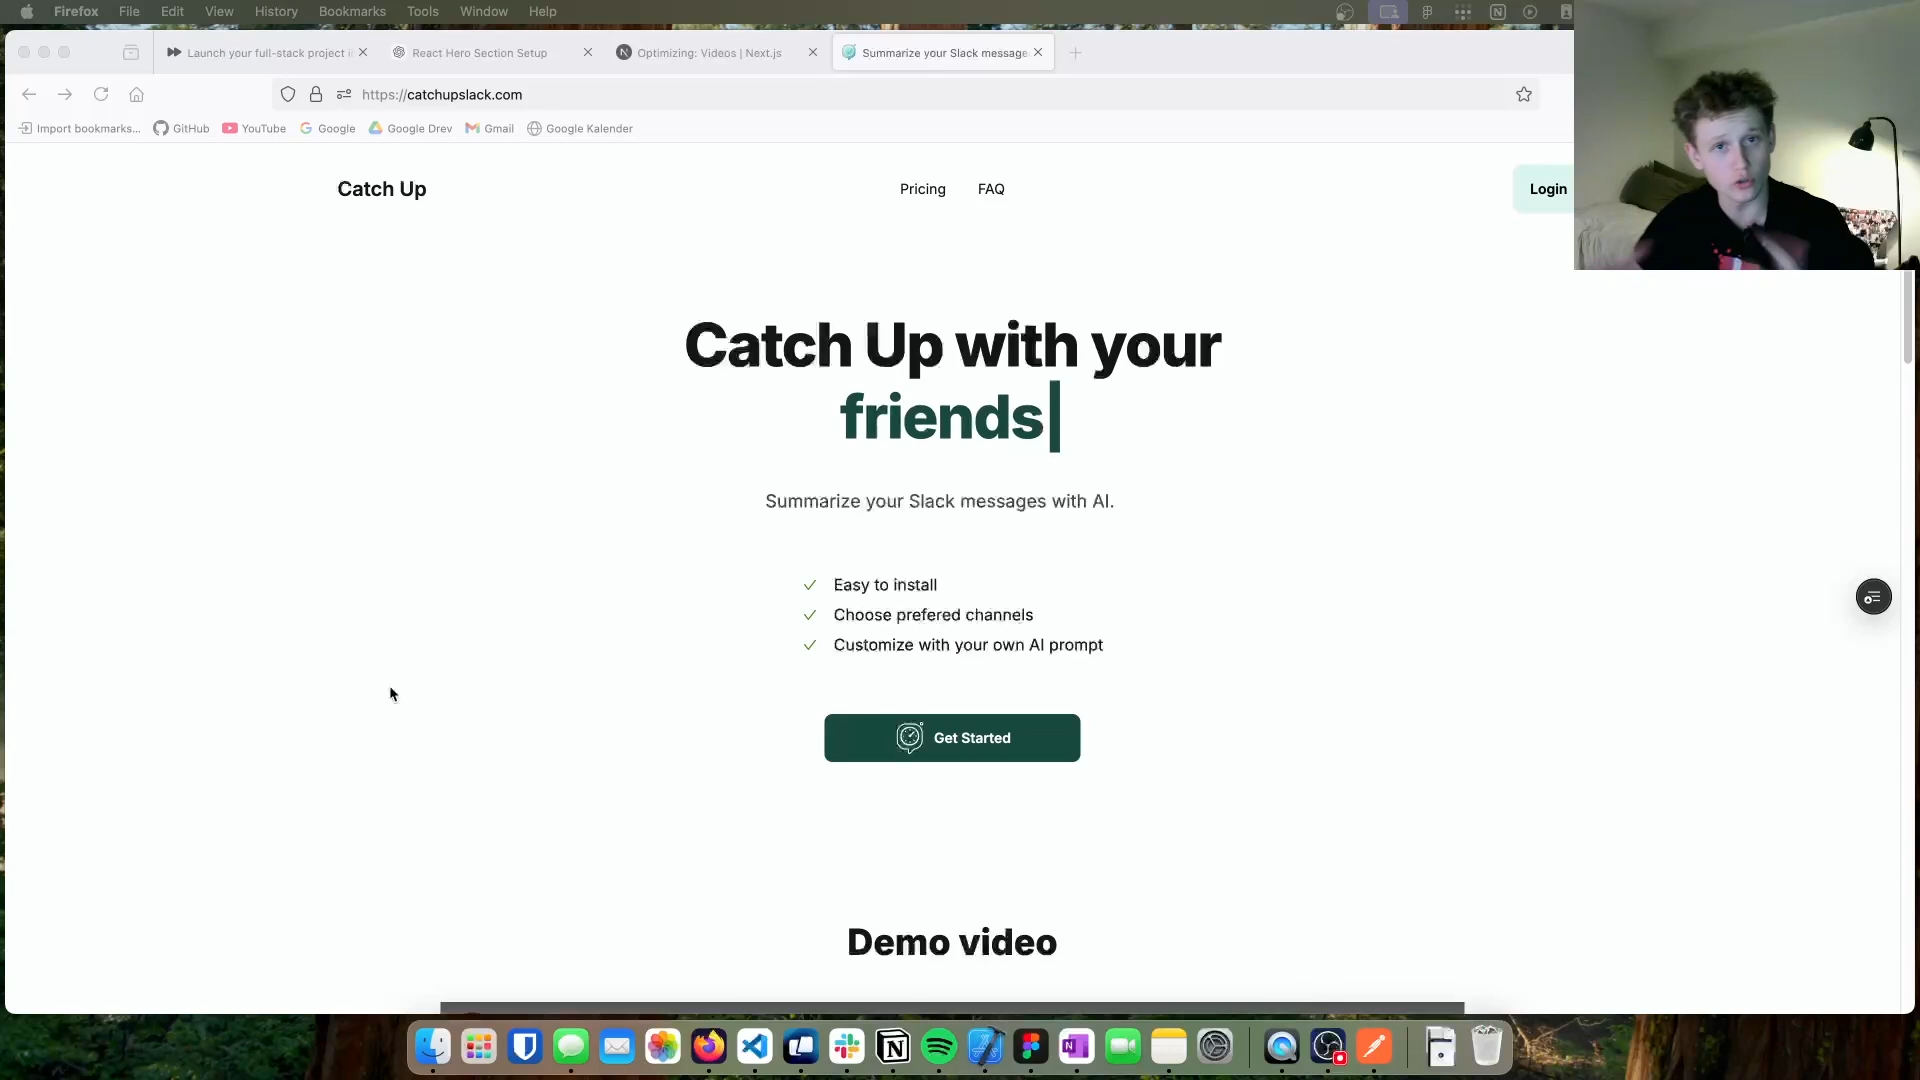 Firefox File Edit View History Bookmarks Tools Window Help
Launch your full-stack project i
React Hero Section Setup
Optimizing: Videos | Next.js
Summarize your Slack message
https://catchupslack.com
Import bookmarks... GitHub YouTube Google Google Drev Gmail Google Kalender
Catch Up
Pricing FAQ
Login
Catch Up with your
friends
Summarize your Slack messages with AI.
Easy to install
Choose prefered channels
Customize with your own AI prompt
Get Started
Demo video